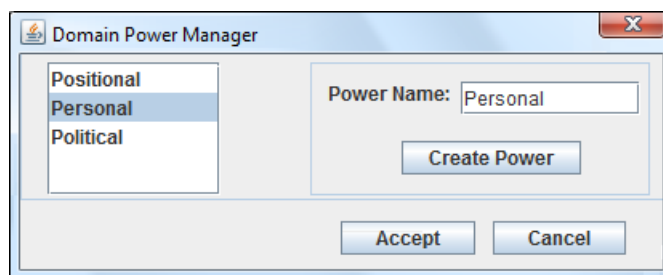 Domain Power Manager
Positional
Personal
Political
Power Name: Personal
Create Power
Accept Cancel